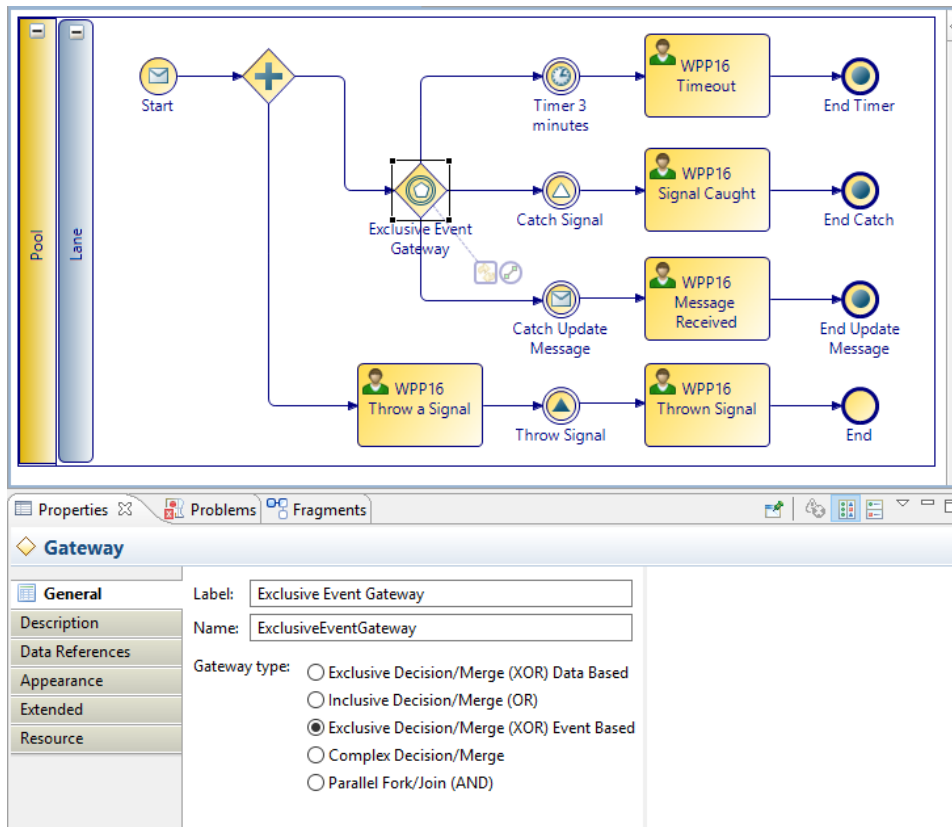 Pool
Lane
Start
Timer 3
minutes
WPP16
Timeout
End Timer
Exclusive Event
Gateway
Catch Signal
WPP16
Signal Caught
End Catch
Catch Update
Message
WPP16
Message
Received
End Update
Message
WPP16
Throw a Signal
Throw Signal
WPP16
Thrown Signal
End
Properties
Problems
Fragments
Gateway
General
Description
Data References
Appearance
Extended
Resource
Label: Exclusive Event Gateway
Name: ExclusiveEventGateway
Gateway type:
Exclusive Decision/Merge (XOR) Data Based
Inclusive Decision/Merge (OR)
Exclusive Decision/Merge (XOR) Event Based
Complex Decision/Merge
Parallel Fork/Join (AND)